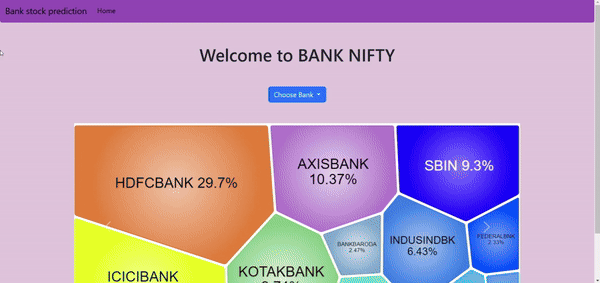 Bank stock prediction Home
Welcome to BANK NIFTY
Choose Bank
HDFCBANK 29.7%
AXISBANK
10.37%
SBIN 9.3%
BANKBARODA
2.47%
INDUSINDBK
6.43%
FEDERALBNK
2.33%
ICICIBANK
KOTAKBANK